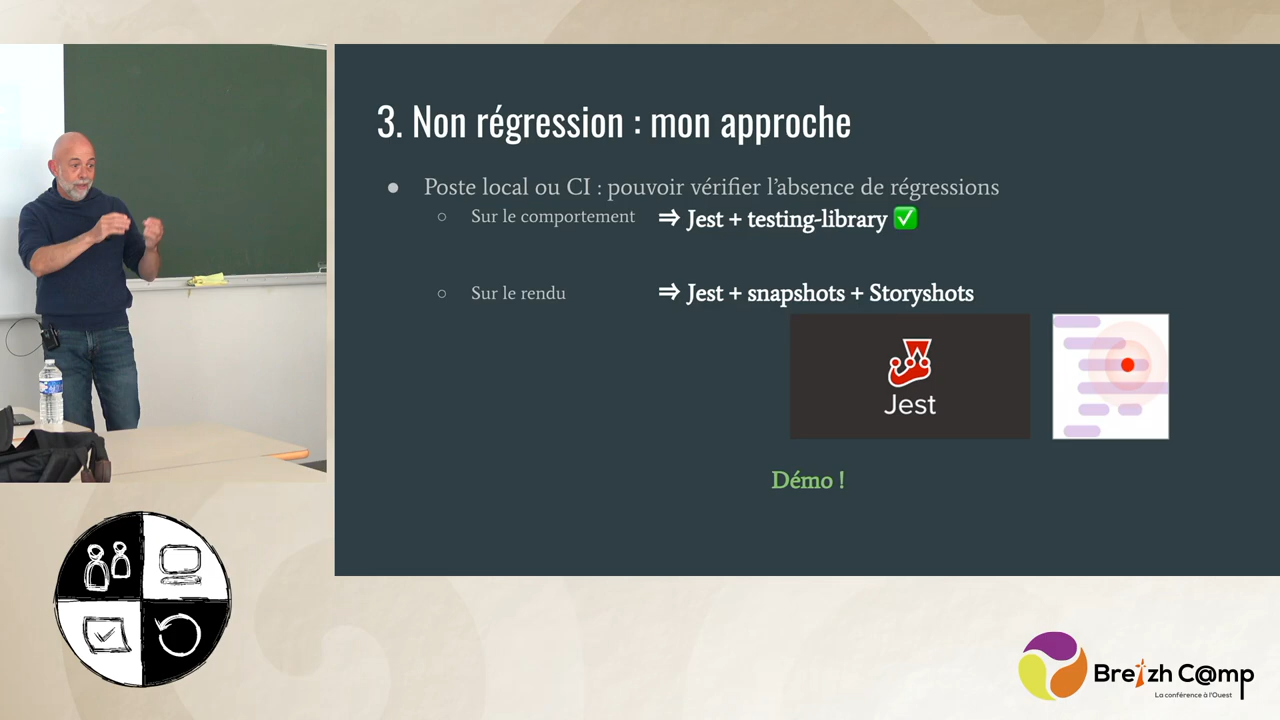 3. Non régression : mon approche
● Poste local ou CI : pouvoir vérifier l'absence de régressions
○ Sur le comportement ⇒ Jest + testing-library ✅
○ Sur le rendu ⇒ Jest + snapshots + Storyshots
Jest
Démo !
Breizh C@mp
La conférence à l'Ouest